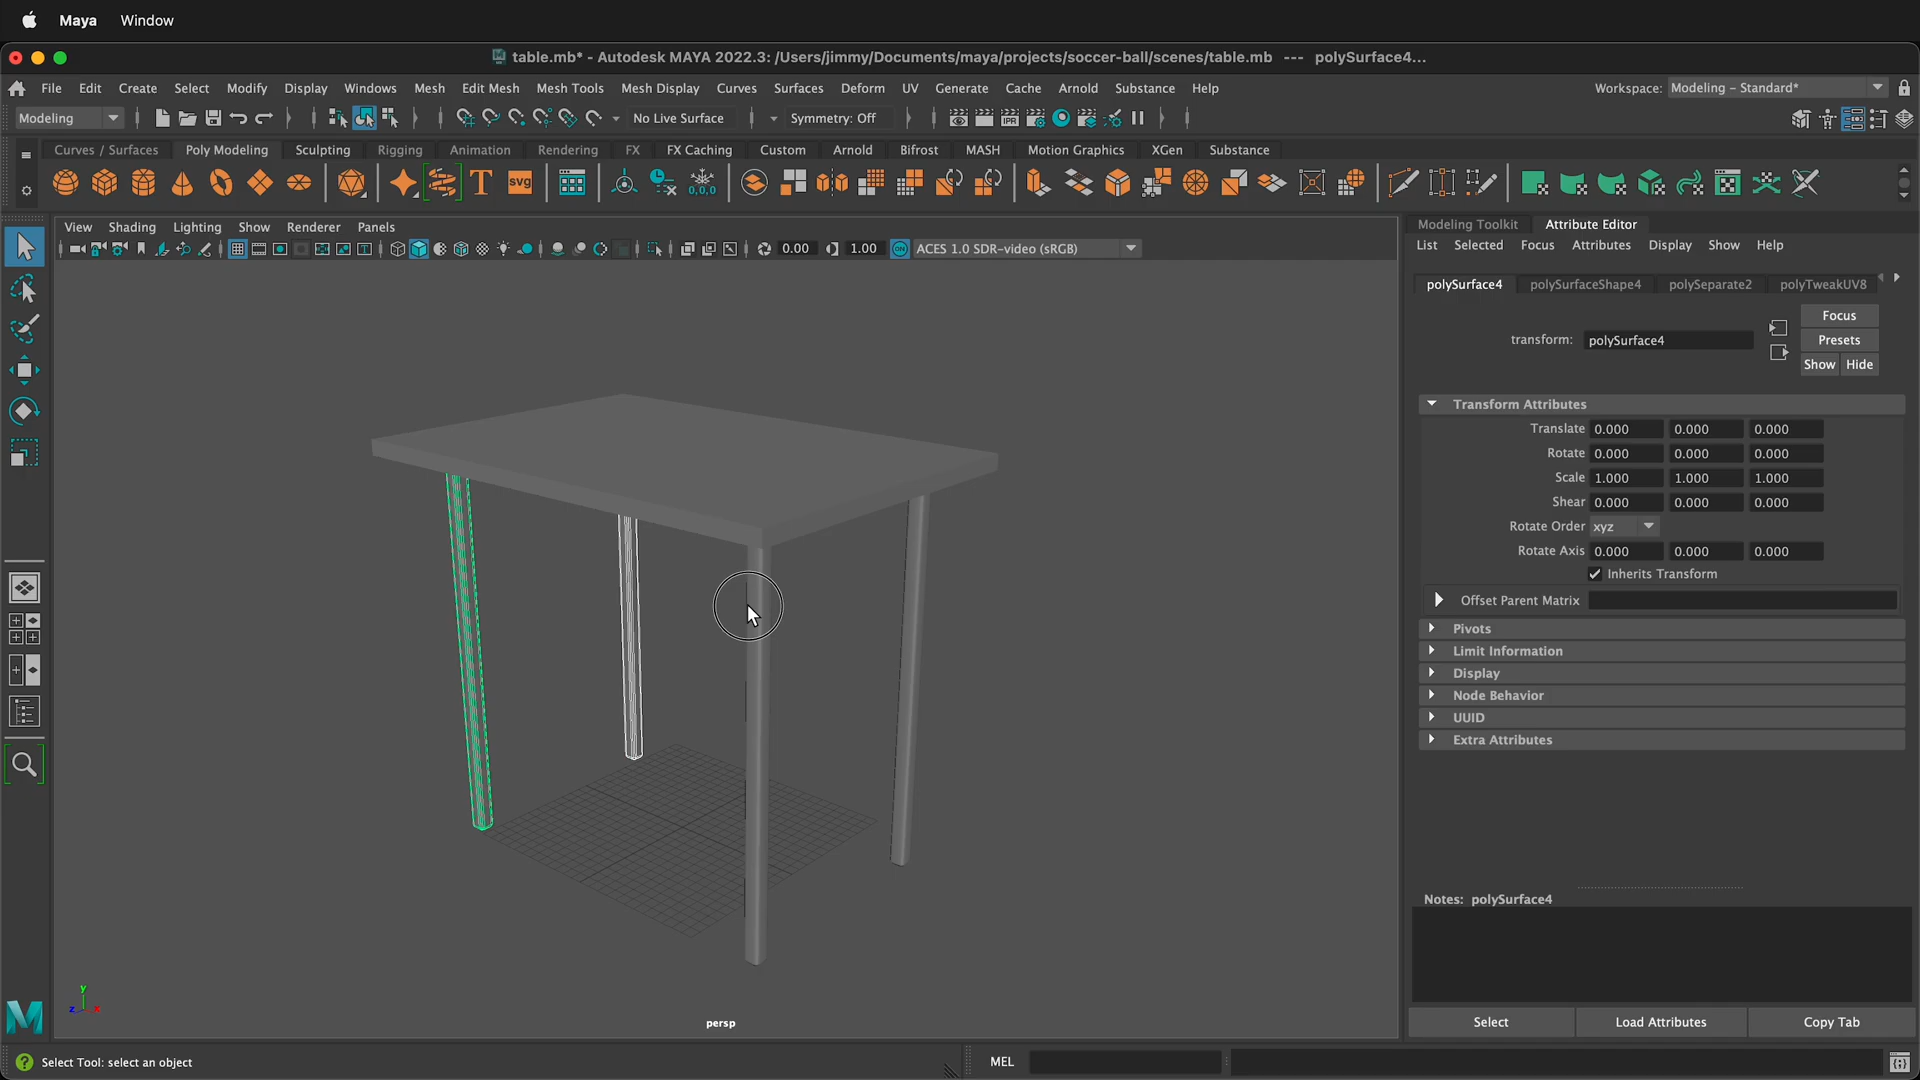 Maya Window
table.mb* - Autodesk MAYA 2022.3: /Users/jimmy/Documents/maya/projects/soccer-ball/scenes/table.mb --- polySurface4...
File Edit Create Select Modify Display Windows Mesh Edit Mesh Mesh Tools Mesh Display Curves Surfaces Deform UV Generate Cache Arnold Substance Help Workspace: Modeling - Standard*
Modeling No Live Surface Symmetry: Off IPR
Curves / Surfaces Poly Modeling Sculpting Rigging Animation Rendering FX FX Caching Custom Arnold Bifrost MASH Motion Graphics XGen Substance
T svg 0,0,0
View Shading Lighting Show Renderer Panels
0.00 1.00 ON ACES 1.0 SDR-video (sRGB)
Modeling Toolkit Attribute Editor
List Selected Focus Attributes Display Show Help
polySurface4 polySurfaceShape4 polySeparate2 polyTweakUV8
transform: polySurface4
Focus
Presets
Show Hide
Transform Attributes
Translate 0.000 0.000 0.000
Rotate 0.000 0.000 0.000
Scale 1.000 1.000 1.000
Shear 0.000 0.000 0.000
Rotate Order xyz
Rotate Axis 0.000 0.000 0.000
Inherits Transform
Offset Parent Matrix
Pivots
Limit Information
Display
Node Behavior
UUID
Extra Attributes
Notes: polySurface4
Select Load Attributes Copy Tab
y
z x
persp
M
? Select Tool: select an object
MEL